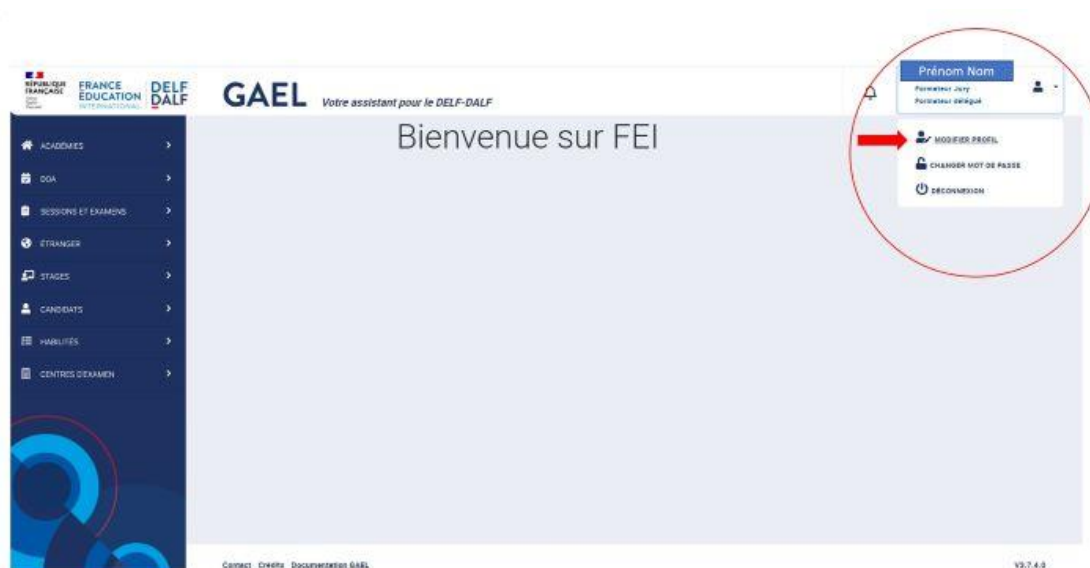 RÉPUBLIQUE
FRANÇAISE
FRANCE
ÉDUCATION
INTERNATIONAL
DELF
DALF
GAEL Votre assistant pour le DELF-DALF
Prénom Nom
Formateur Jury
Formateur délégué
Bienvenue sur FEI
MODIFIER PROFIL
CHANGER MOT DE PASSE
DÉCONNEXION
ACADÉMIES
SESSIONS ET EXAMENS
ÉTRANGER
STAGES
CANDIDATS
HABILITÉS
CENTRES D'EXAMEN
Contact Crédits Documentation GAEL
V3.7.4.0